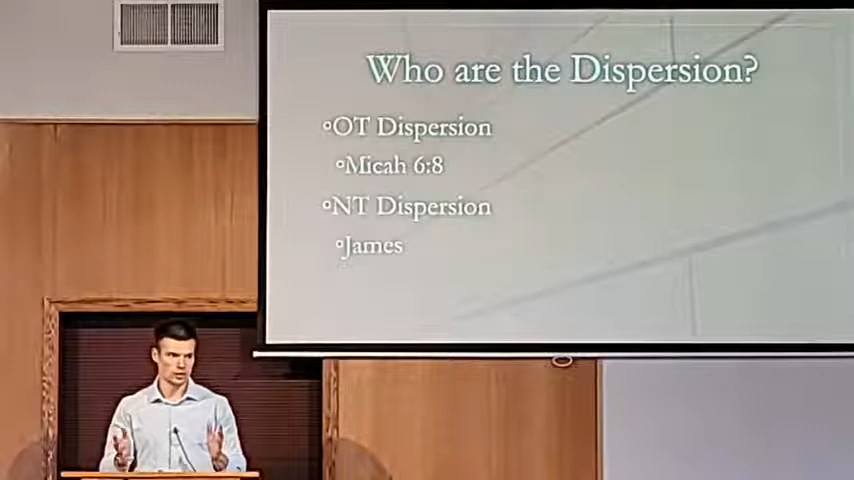 Who are the Dispersion?
◦OT Dispersion
◦Micah 6:8
◦NT Dispersion
◦James